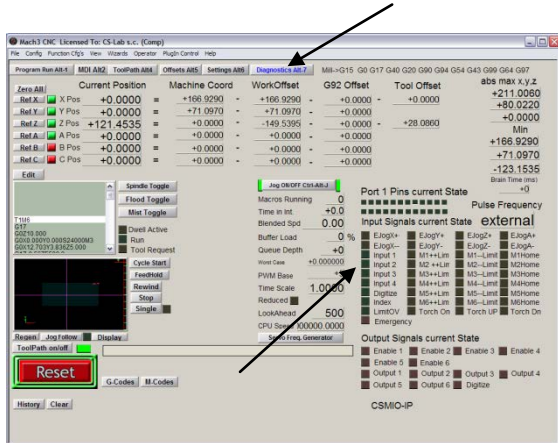 Mach3 CNC Licensed To: CS-Lab s.c. (Comp)
File Config Function Cfg's View Wizards Operator PlugIn Control Help
Program Run Alt-1 MDI Alt2 ToolPath Alt4 Offsets Alt5 Settings Alt6 Diagnostics Alt-7 Mill->G15 G0 G17 G40 G20 G90 G94 G54 G43 G99 G64 G97
Zero All Current Position Machine Coord WorkOffset G92 Offset Tool Offset abs max x.y.z
Ref X X Pos +0.0000 = +166.9290 - +166.9290 - +0.0000 - +0.0000 +211.0060
Ref Y Y Pos +0.0000 = +71.0970 - +71.0970 - +0.0000 +80.0220
Ref Z Z Pos +121.4535 = +0.0000 - -149.5395 - +0.0000 - +28.0860 +0.0000
Ref A A Pos +0.0000 = +0.0000 - +0.0000 - +0.0000 Min
Ref B B Pos +0.0000 = +0.0000 - +0.0000 - +0.0000 +166.9290
Ref C C Pos +0.0000 = +0.0000 - +0.0000 - +0.0000 +71.0970
-123.1535
Edit
Brain Time (ms)
+0
Spindle Toggle
Flood Toggle
Mist Toggle
Dwell Active
Run
Tool Request
T1M6
G17
G0Z10.000
G0X0.000Y0.000S24000M3
G0X12.703Y3.836Z5.000
Jog ON/OFF Ctrl-Alt-J
Macros Running 0
Time in Int +0.0
Blended Spd 0.00
Buffer Load 0 %
Queue Depth +0
Worst Case +0.000000
PWM Base
Time Scale 1.0000
Reduced
LookAhead 500
CPU Speed
Servo Freq. Generator
Cycle Start
FeedHold
Rewind
Stop
Single
Port 1 Pins current State
Pulse Frequency
Input Signals current State external
EJogX+ EJogY+ EJogZ+ EJogA+
EJogX-- EJogY- EJogZ- EJogA-
Input 1 M1++Lim M1--Limit M1Home
Input 2 M2 ++Lim M2--Limit M2Home
Input 3 M3++Lim M3--Limit M3Home
Input 4 M4++Lim M4--Limit M4Home
Digitize M5++Lim M5--Limit M5Home
Index M6++Lim M6--Limit M6Home
LimitOV Torch On Torch UP Torch Dn
Emergency
Output Signals current State
Enable 1 Enable 2 Enable 3 Enable 4
Enable 5 Enable 6
Output 1 Output 2 Output 3 Output 4
Output 5 Output 6 Digitize
CSMIO-IP
Regen Jog Follow Display
ToolPath on/off
Reset
G-Codes M-Codes
History Clear